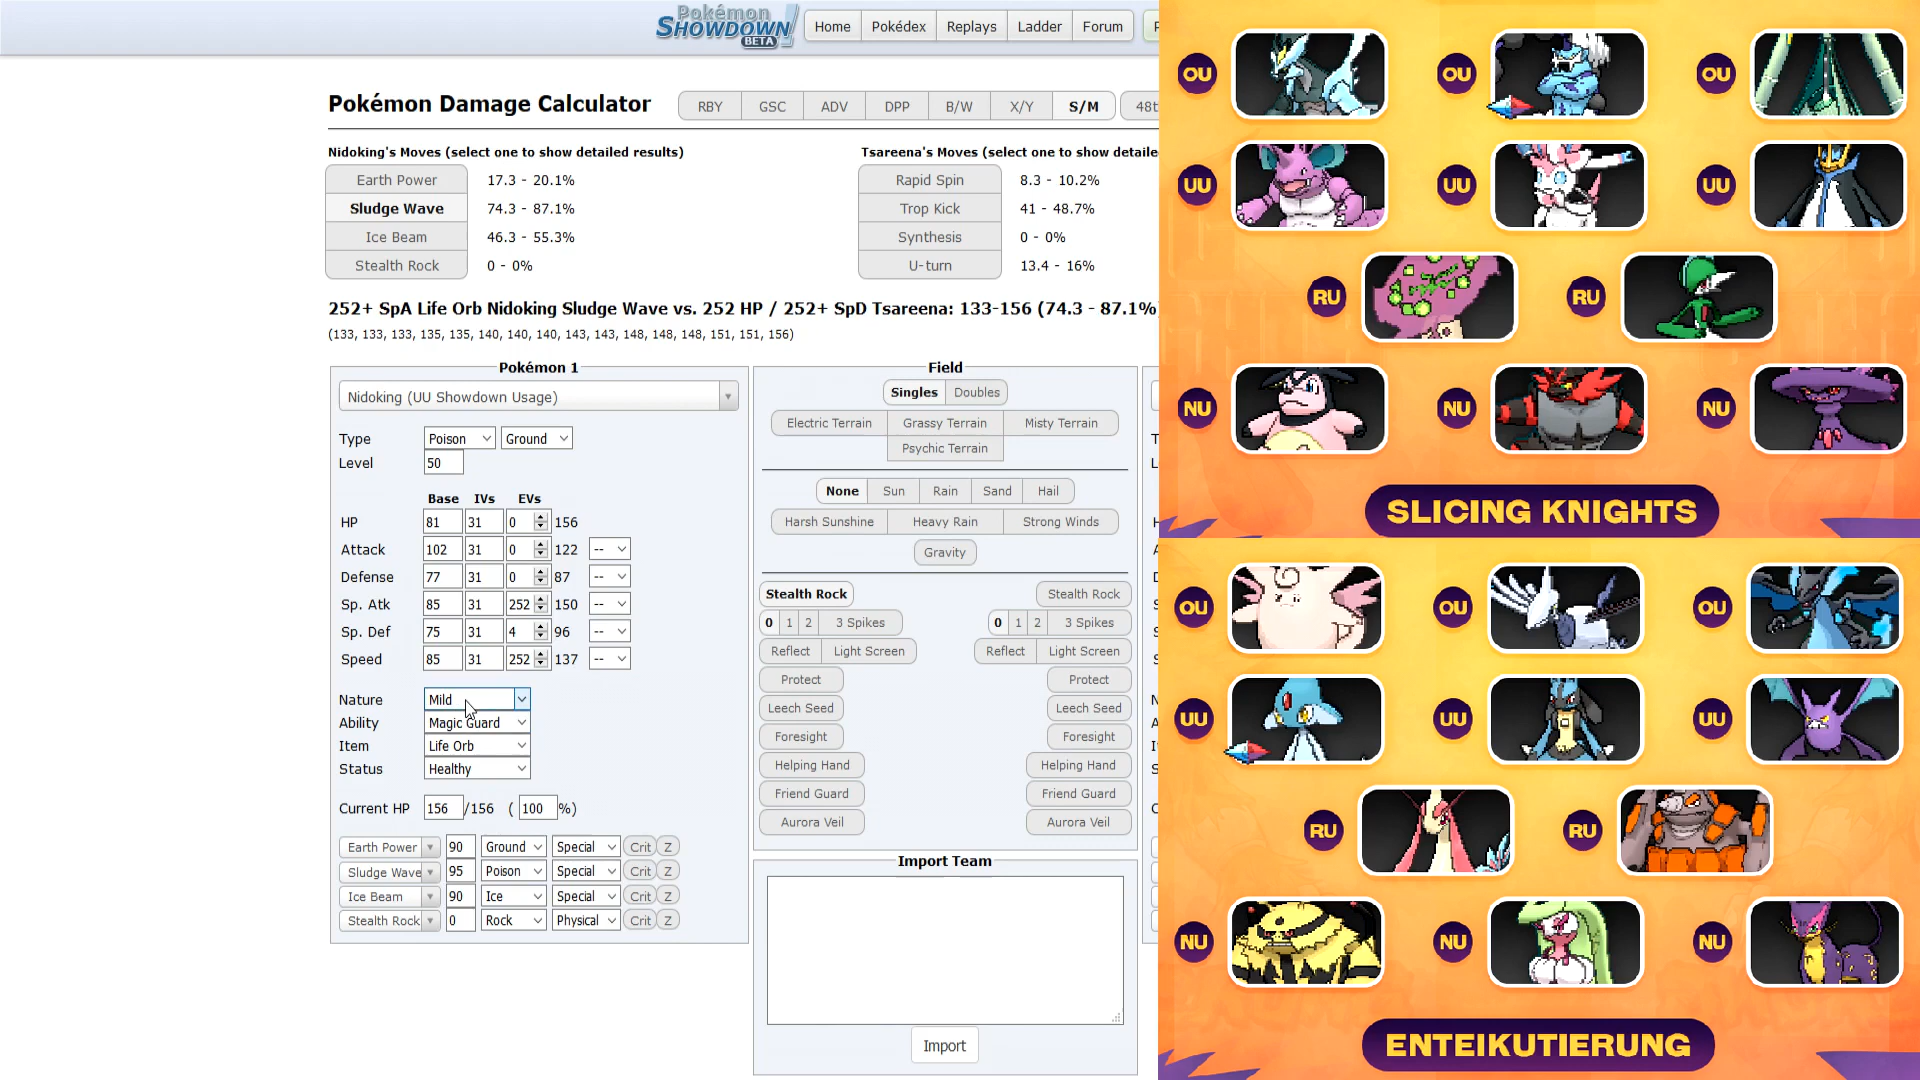 Pokémon
SHOWDOWN
BETA
Home Pokédex Replays Ladder Forum
Pokémon Damage Calculator RBY GSC ADV DPP B/W X/Y S/M
Nidoking's Moves (select one to show detailed results)
Earth Power 17.3 - 20.1%
Sludge Wave 74.3 - 87.1%
Ice Beam 46.3 - 55.3%
Stealth Rock 0 - 0%
Tsareena's Moves (select one to show detaile
Rapid Spin 8.3 - 10.2%
Trop Kick 41 - 48.7%
Synthesis 0 - 0%
U-turn 13.4 - 16%
252+ SpA Life Orb Nidoking Sludge Wave vs. 252 HP / 252+ SpD Tsareena: 133-156 (74.3 - 87.1%
(133, 133, 133, 135, 135, 140, 140, 140, 143, 143, 148, 148, 148, 151, 151, 156)
Pokémon 1
Nidoking (UU Showdown Usage)
Type Poison Ground
Level 50
Base IVs EVs
HP 81 31 0 156
Attack 102 31 0 122 --
Defense 77 31 0 87 --
Sp. Atk 85 31 252 150 --
Sp. Def 75 31 4 96 --
Speed 85 31 252 137 --
Nature Mild
Ability Magic Guard
Item Life Orb
Status Healthy
Current HP 156 /156 ( 100 %)
Earth Power 90 Ground Special Crit Z
Sludge Wave 95 Poison Special Crit Z
Ice Beam 90 Ice Special Crit Z
Stealth Rock 0 Rock Physical Crit Z
Field
Singles Doubles
Electric Terrain Grassy Terrain Misty Terrain
Psychic Terrain
None Sun Rain Sand Hail
Harsh Sunshine Heavy Rain Strong Winds
Gravity
Stealth Rock Stealth Rock
0 1 2 3 Spikes 0 1 2 3 Spikes
Reflect Light Screen Reflect Light Screen
Protect Protect
Leech Seed Leech Seed
Foresight Foresight
Helping Hand Helping Hand
Friend Guard Friend Guard
Aurora Veil Aurora Veil
Import Team
Import
OU OU OU
UU UU UU
RU RU
NU NU NU
SLICING KNIGHTS
OU OU OU
UU UU UU
RU RU
NU NU NU
ENTEIKUTIERUNG